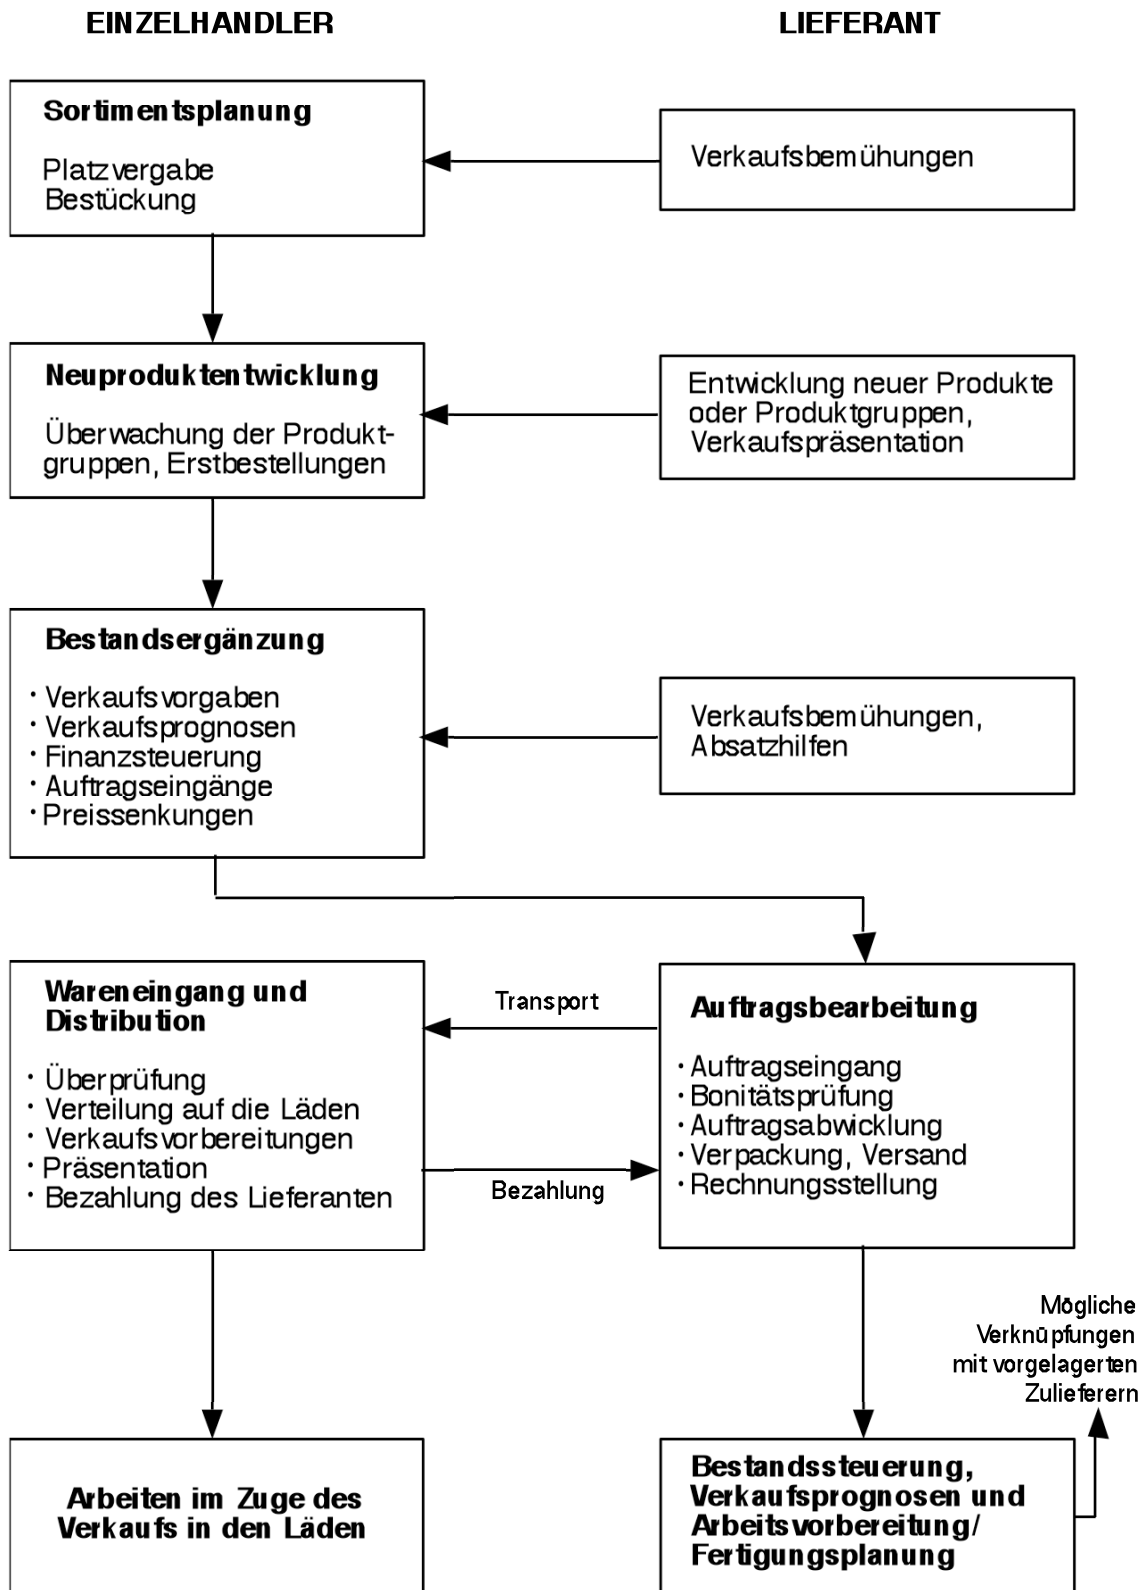 EINZELHANDLER
LIEFERANT
Sortimentsplanung
Platzvergabe
Bestückung
Verkaufsbemühungen
Neuproduktentwicklung
Überwachung der Produkt-
gruppen, Erstbestellungen
Entwicklung neuer Produkte
oder Produktgruppen,
Verkaufspräsentation
Bestandsergänzung
· Verkaufsvorgaben
· Verkaufsprognosen
· Finanzsteuerung
· Auftragseingänge
· Preissenkungen
Verkaufsbemühungen,
Absatzhilfen
Wareneingang und
Distribution
· Überprüfung
· Verteilung auf die Läden
· Verkaufsvorbereitungen
· Präsentation
· Bezahlung des Lieferanten
Transport
Bezahlung
Auftragsbearbeitung
· Auftragseingang
· Bonitätsprüfung
· Auftragsabwicklung
· Verpackung, Versand
· Rechnungsstellung
Mögliche
Verknüpfungen
mit vorgelagerten
Zulieferern
Arbeiten im Zuge des
Verkaufs in den Läden
Bestandssteuerung,
Verkaufsprognosen und
Arbeitsvorbereitung/
Fertigungsplanung